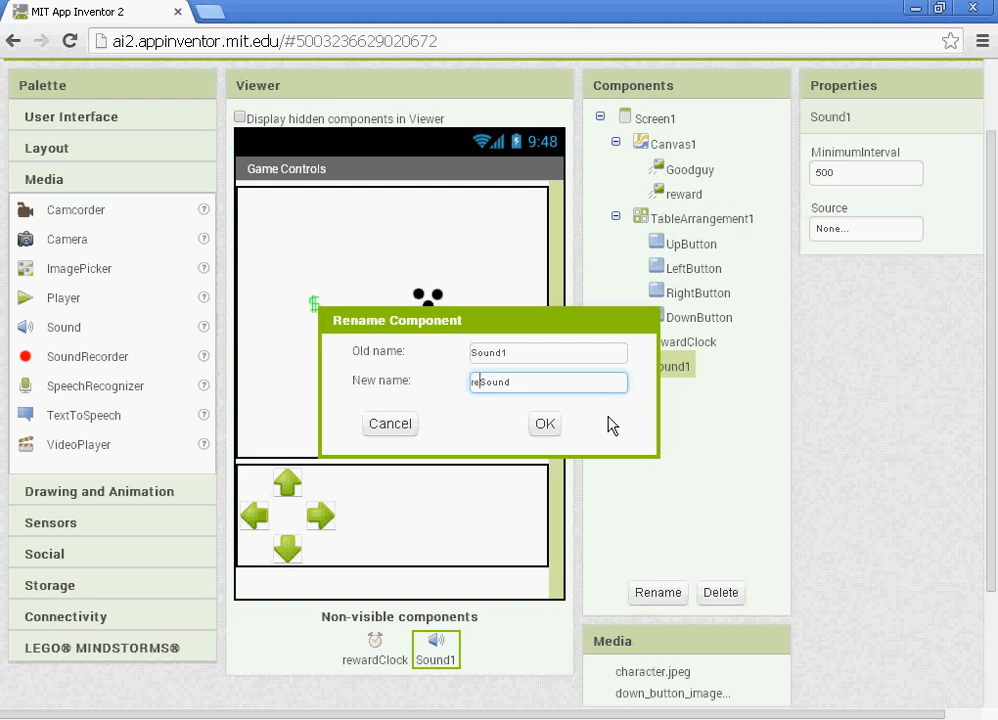 MIT App Inventor 2
ai2.appinventor.mit.edu/#5003236629020672
Palette
User Interface
Layout
Media
Camcorder
Camera
ImagePicker
Player
Sound
SoundRecorder
SpeechRecognizer
TextToSpeech
VideoPlayer
Drawing and Animation
Sensors
Social
Storage
Connectivity
LEGO® MINDSTORMS®
Viewer
Display hidden components in Viewer
9:48
Game Controls
$
Rename Component
Old name:
Sound1
New name:
reSound
Cancel
OK
Non-visible components
rewardClock
Sound1
Components
Screen1
Canvas1
Goodguy
reward
TableArrangement1
UpButton
LeftButton
RightButton
DownButton
wardClock
ound1
Rename
Delete
Media
character.jpeg
down_button_image...
Properties
Sound1
MinimumInterval
500
Source
None...